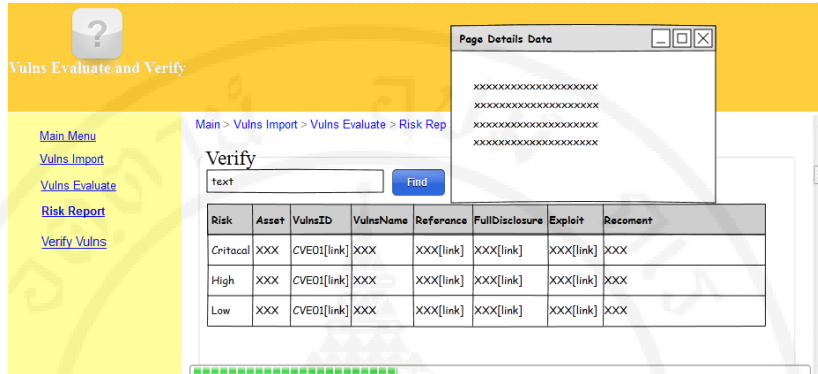 ?
Vulns Evaluate and Verify
Page Details Data
xxxxxxxxxxxxxxxxxxxx
xxxxxxxxxxxxxxxxxxxx
xxxxxxxxxxxxxxxxxxxx
xxxxxxxxxxxxxxxxxxxx
Main > Vulns Import > Vulns Evaluate > Risk Rep
Main Menu
Vulns Import
Vulns Evaluate
Risk Report
Verify Vulns
Verify
text Find
Risk Asset VulnsID VulnsName Referance FullDisclosure Exploit Recoment
Critacal XXX CVE01[link] XXX XXX[link] XXX[link] XXX[link] XXX
High XXX CVE01[link] XXX XXX[link] XXX[link] XXX[link] XXX
Low XXX CVE01[link] XXX XXX[link] XXX[link] XXX[link] XXX